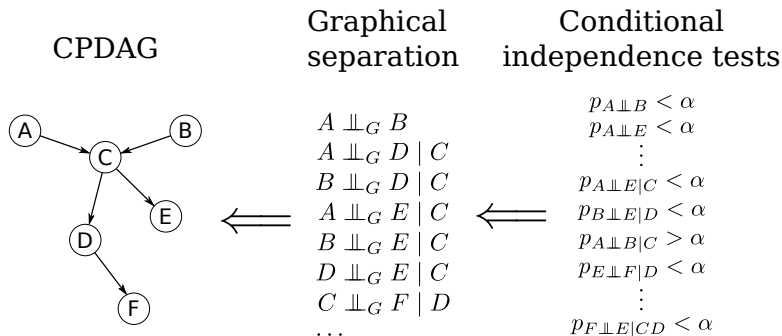 CPDAG
A
B
C
E
D
F
Graphical
separation
A ⫫_G B
A ⫫_G D | C
B ⫫_G D | C
A ⫫_G E | C
B ⫫_G E | C
D ⫫_G E | C
C ⫫_G F | D
...
Conditional
independence tests
p_{A⫫B} < α
p_{A⫫E} < α
⋮
p_{A⫫E|C} < α
p_{B⫫E|D} < α
p_{A⫫B|C} > α
p_{E⫫F|D} < α
⋮
p_{F⫫E|CD} < α